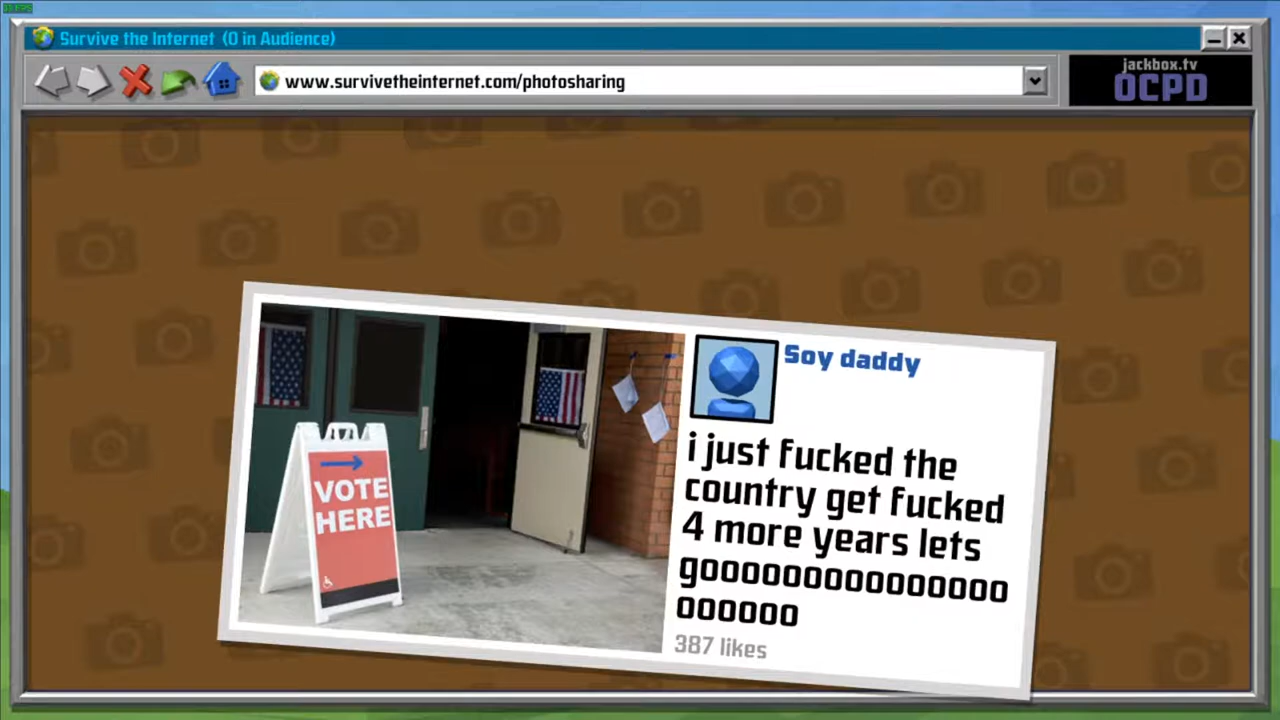 Survive the Internet (0 in Audience)
www.survivetheinternet.com/photosharing
jackbox.tv
OCPD
VOTE
HERE
Soy daddy
i just fucked the
country get fucked
4 more years lets
gooooooooooooooo
oooooo
387 likes